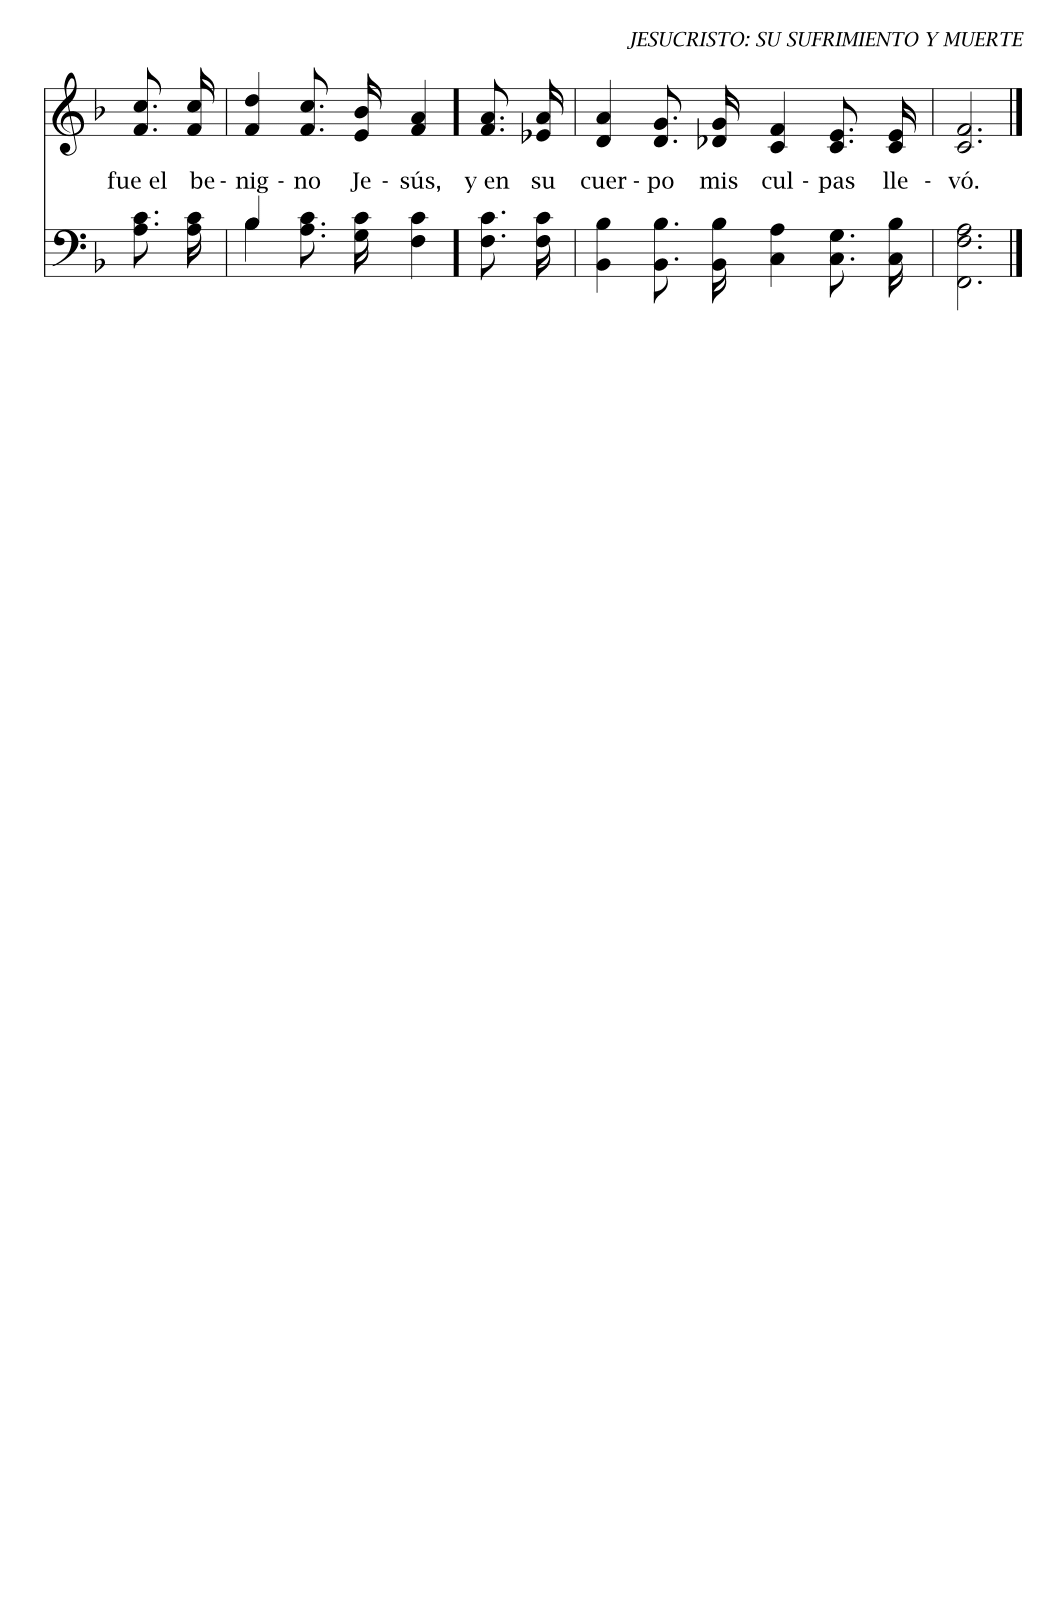 JESUCRISTO: SU SUFRIMIENTO Y MUERTE
fue el be - nig - no Je - sús, y en su cuer - po mis cul - pas lle - vó.